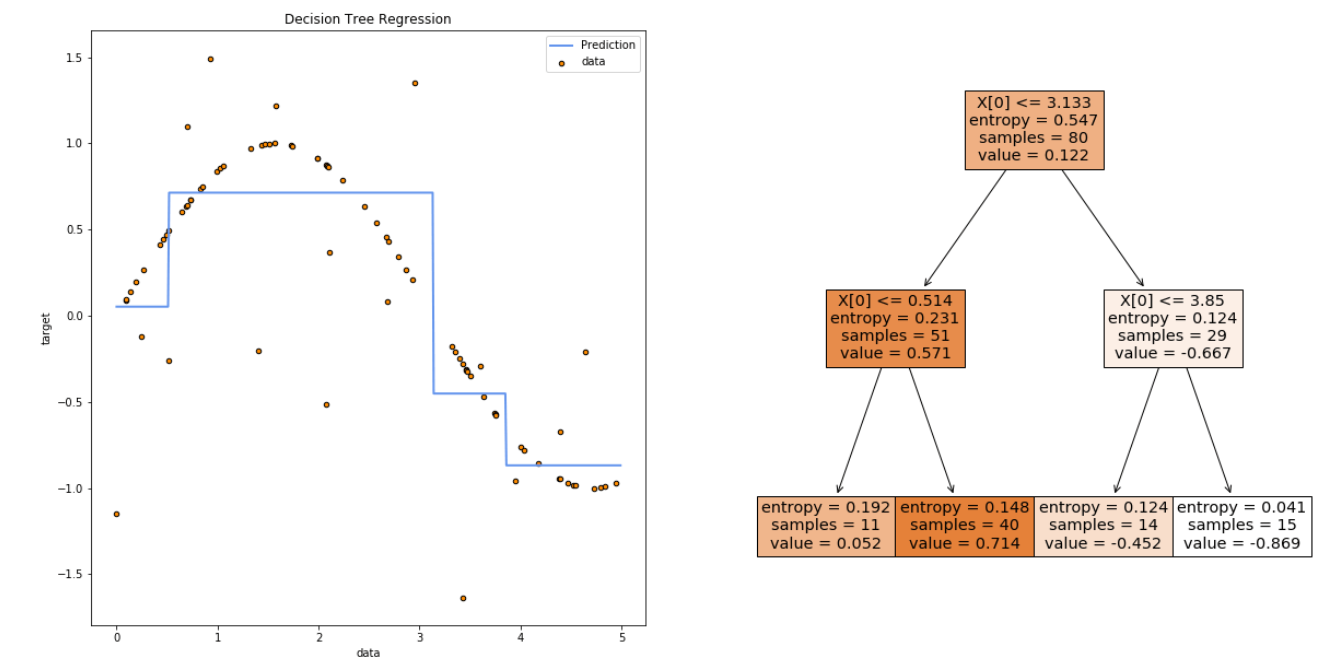 Decision Tree Regression
Prediction
data
1.5
1.0
0.5
0.0
−0.5
−1.0
−1.5
target
0 1 2 3 4 5
data
X[0] <= 3.133
entropy = 0.547
samples = 80
value = 0.122
X[0] <= 0.514
entropy = 0.231
samples = 51
value = 0.571
X[0] <= 3.85
entropy = 0.124
samples = 29
value = -0.667
entropy = 0.192
samples = 11
value = 0.052
entropy = 0.148
samples = 40
value = 0.714
entropy = 0.124
samples = 14
value = -0.452
entropy = 0.041
samples = 15
value = -0.869